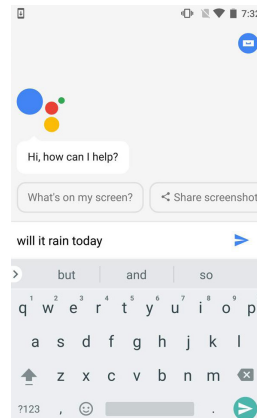 7:32
Hi, how can I help?
What's on my screen?
Share screenshot
will it rain today
but and so
q 1 w 2 e 3 r 4 t 5 y 6 u 7 i 8 o 9 p
a s d f g h j k l
z x c v b n m
?123 , .